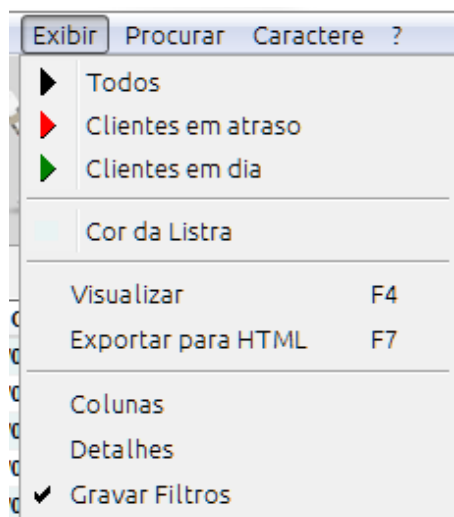 Exibir Procurar Caractere ?
Todos
Clientes em atraso
Clientes em dia
Cor da Listra
Visualizar F4
Exportar para HTML F7
Colunas
Detalhes
Gravar Filtros